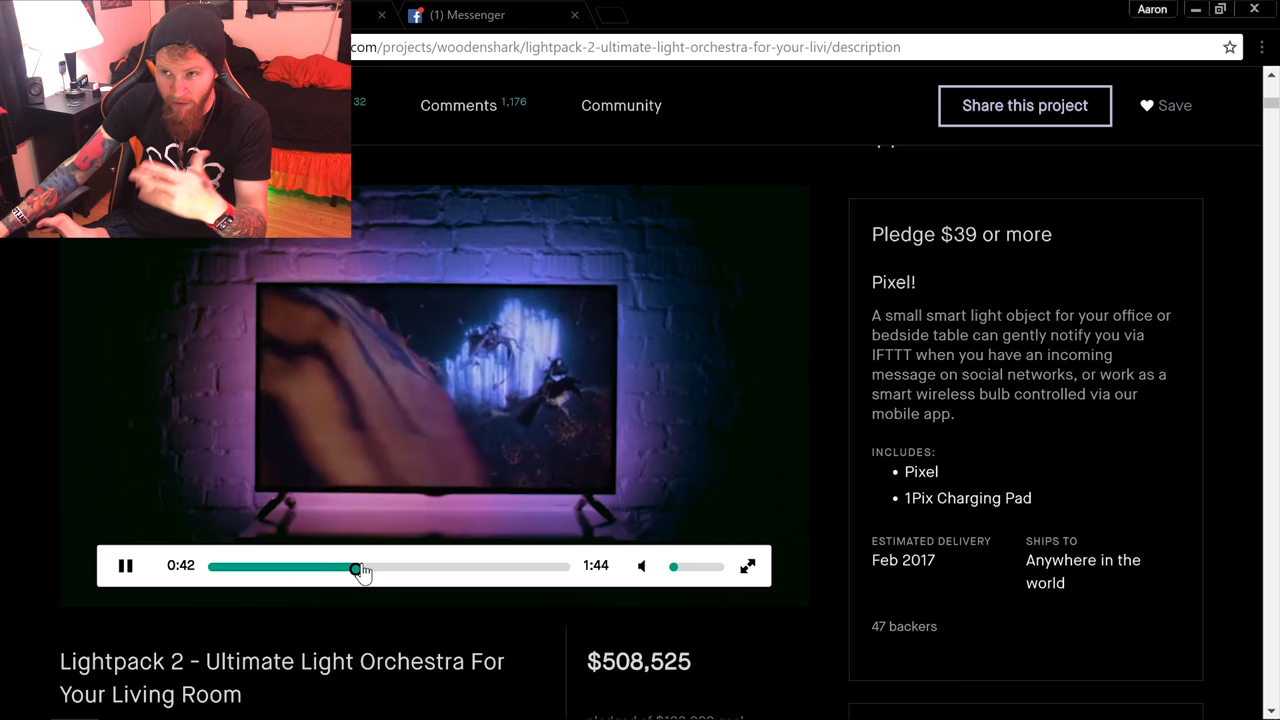 (1) Messenger
Aaron
com/projects/woodenshark/lightpack-2-ultimate-light-orchestra-for-your-livi/description
32
Comments 1,176
Community
Share this project
Save
Pledge $39 or more
Pixel!
A small smart light object for your office or
bedside table can gently notify you via
IFTTT when you have an incoming
message on social networks, or work as a
smart wireless bulb controlled via our
mobile app.
INCLUDES:
• Pixel
• 1Pix Charging Pad
ESTIMATED DELIVERY
Feb 2017
SHIPS TO
Anywhere in the
world
47 backers
0:42
1:44
Lightpack 2 - Ultimate Light Orchestra For
Your Living Room
$508,525